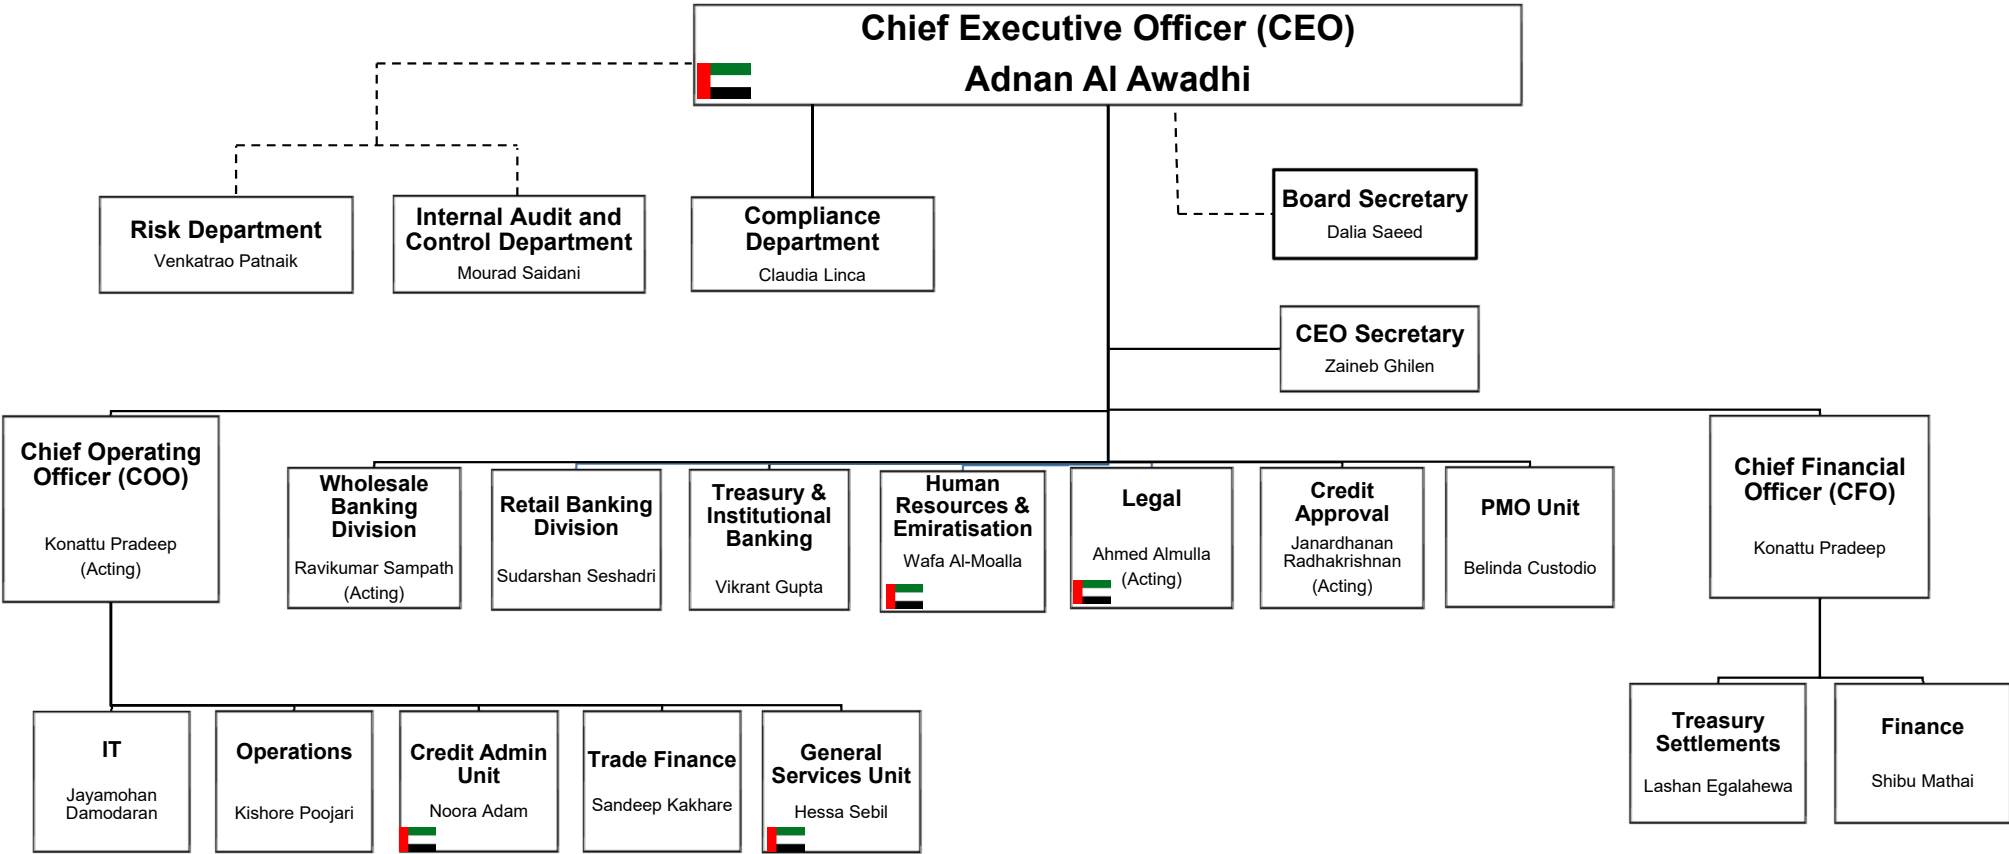 Chief Executive Officer (CEO)
Adnan Al Awadhi
Risk Department
Venkatrao Patnaik
Internal Audit and
Control Department
Mourad Saidani
Compliance
Department
Claudia Linca
Board Secretary
Dalia Saeed
CEO Secretary
Zaineb Ghilen
Chief Operating
Officer (COO)
Konattu Pradeep
(Acting)
Wholesale
Banking
Division
Ravikumar Sampath
(Acting)
Retail Banking
Division
Sudarshan Seshadri
Treasury &
Institutional
Banking
Vikrant Gupta
Human
Resources &
Emiratisation
Wafa Al-Moalla
Legal
Ahmed Almulla
(Acting)
Credit
Approval
Janardhanan
Radhakrishnan
(Acting)
PMO Unit
Belinda Custodio
Chief Financial
Officer (CFO)
Konattu Pradeep
IT
Jayamohan
Damodaran
Operations
Kishore Poojari
Credit Admin
Unit
Noora Adam
Trade Finance
Sandeep Kakhare
General
Services Unit
Hessa Sebil
Treasury
Settlements
Lashan Egalahewa
Finance
Shibu Mathai